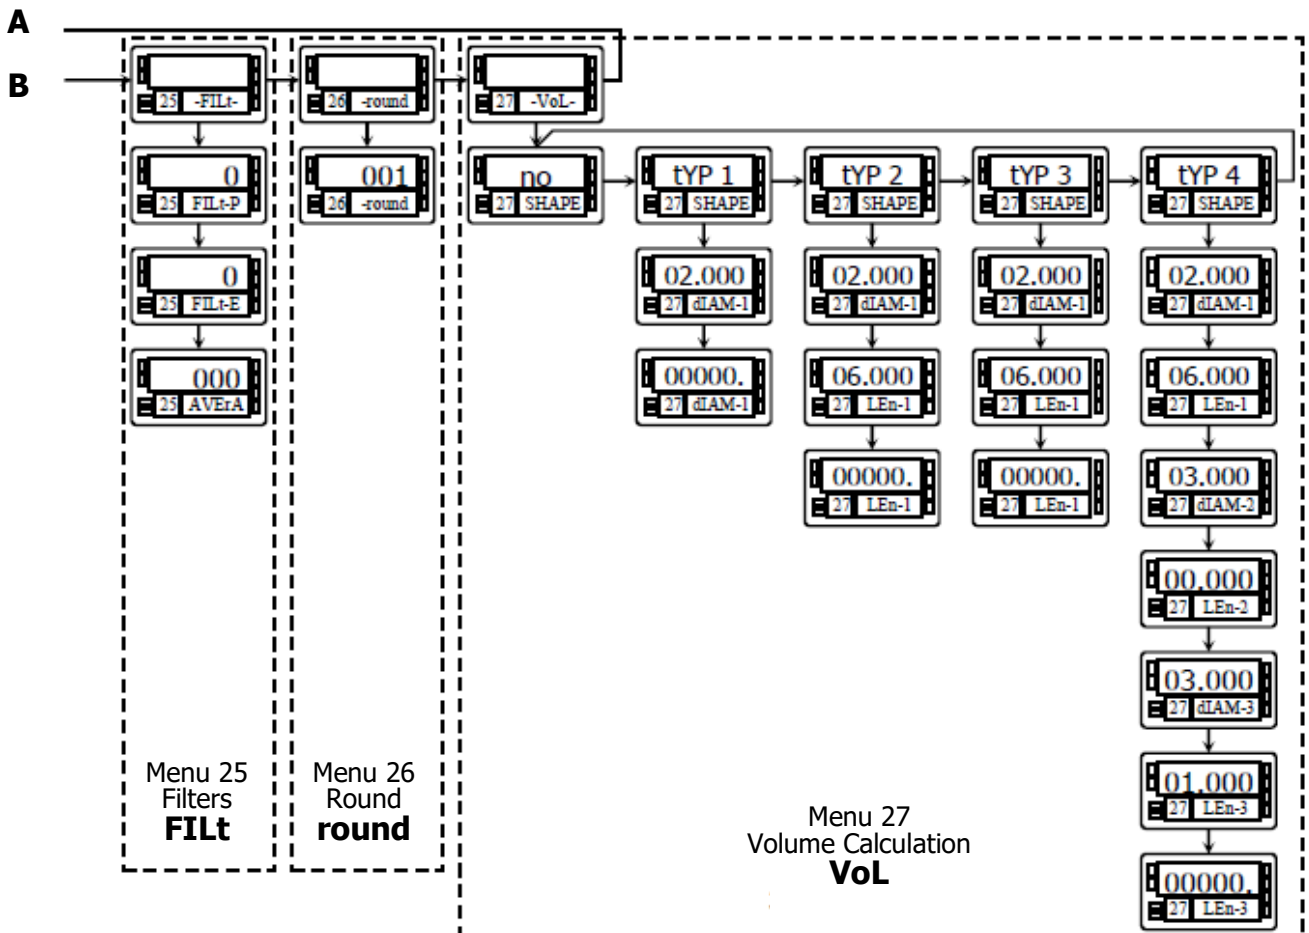 A
B
25 -FILt-
26 -round
27 -VoL-
0
25 FILt-P
001
26 -round
no
27 SHAPE
tYP 1
27 SHAPE
tYP 2
27 SHAPE
tYP 3
27 SHAPE
tYP 4
27 SHAPE
0
25 FILt-E
02.000
27 dIAM-1
02.000
27 dIAM-1
02.000
27 dIAM-1
02.000
27 dIAM-1
000
25 AVErA
00000.
27 dIAM-1
06.000
27 LEn-1
06.000
27 LEn-1
06.000
27 LEn-1
00000.
27 LEn-1
00000.
27 LEn-1
03.000
27 dIAM-2
00.000
27 LEn-2
03.000
27 dIAM-3
01.000
27 LEn-3
00000.
27 LEn-3
Menu 25
Filters
FILt
Menu 26
Round
round
Menu 27
Volume Calculation
VoL